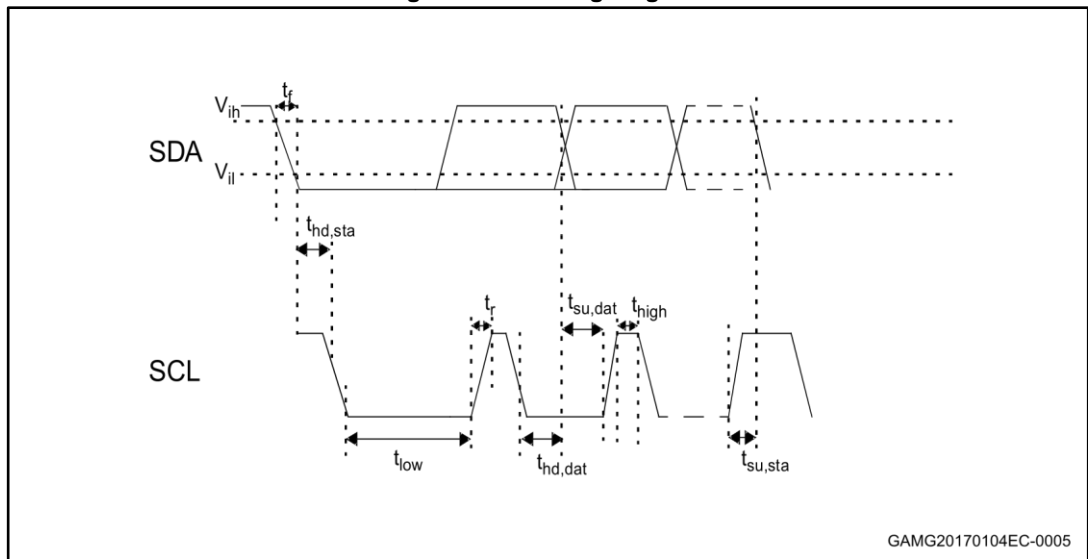 V_ih
t_f
SDA
V_il
t_hd,sta
t_r
t_su,dat
t_high
SCL
t_low
t_hd,dat
t_su,sta
GAMG20170104EC-0005